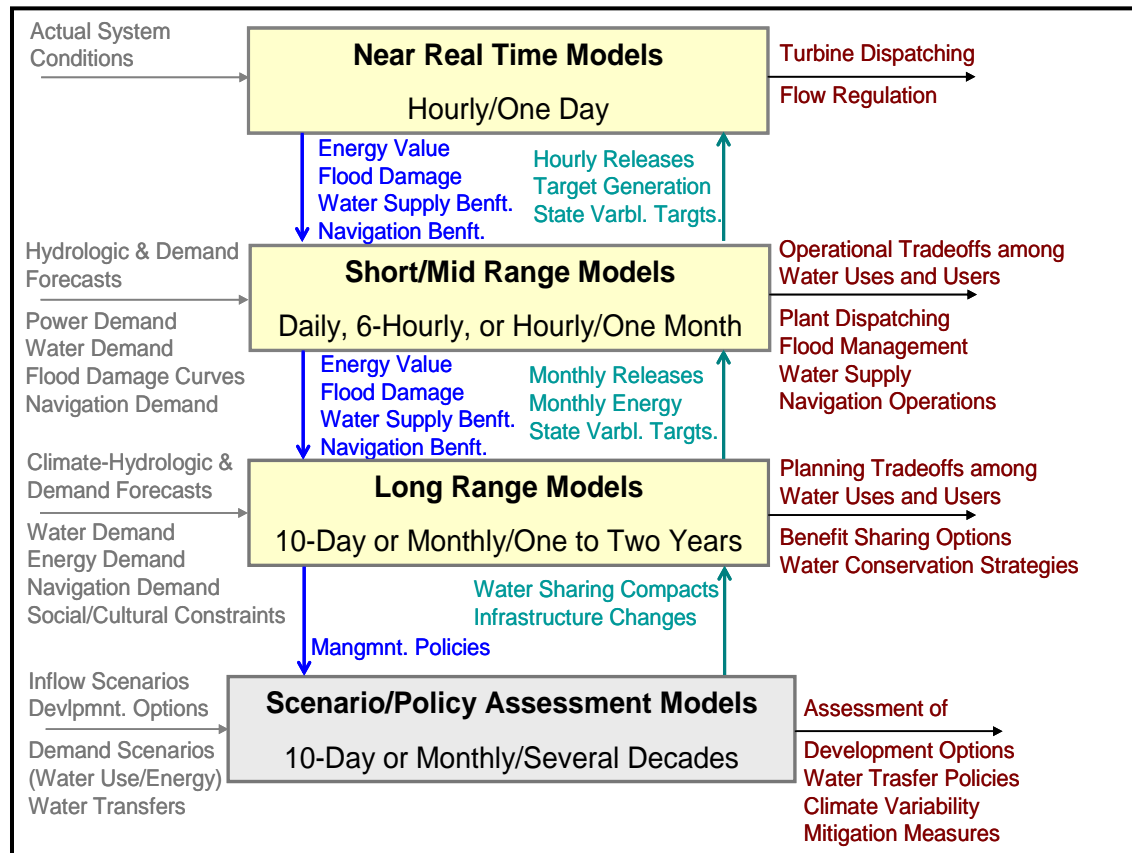 Actual System
Conditions
Near Real Time Models
Hourly/One Day
Turbine Dispatching
Flow Regulation
Energy Value
Flood Damage
Water Supply Benft.
Navigation Benft.
Hourly Releases
Target Generation
State Varbl. Targts.
Hydrologic & Demand
Forecasts
Power Demand
Water Demand
Flood Damage Curves
Navigation Demand
Short/Mid Range Models
Daily, 6-Hourly, or Hourly/One Month
Operational Tradeoffs among
Water Uses and Users
Plant Dispatching
Flood Management
Water Supply
Navigation Operations
Energy Value
Flood Damage
Water Supply Benft.
Navigation Benft.
Monthly Releases
Monthly Energy
State Varbl. Targts.
Climate-Hydrologic &
Demand Forecasts
Water Demand
Energy Demand
Navigation Demand
Social/Cultural Constraints
Long Range Models
10-Day or Monthly/One to Two Years
Planning Tradeoffs among
Water Uses and Users
Benefit Sharing Options
Water Conservation Strategies
Mangmnt. Policies
Water Sharing Compacts
Infrastructure Changes
Inflow Scenarios
Devlpmnt. Options
Demand Scenarios
(Water Use/Energy)
Water Transfers
Scenario/Policy Assessment Models
10-Day or Monthly/Several Decades
Assessment of
Development Options
Water Trasfer Policies
Climate Variability
Mitigation Measures